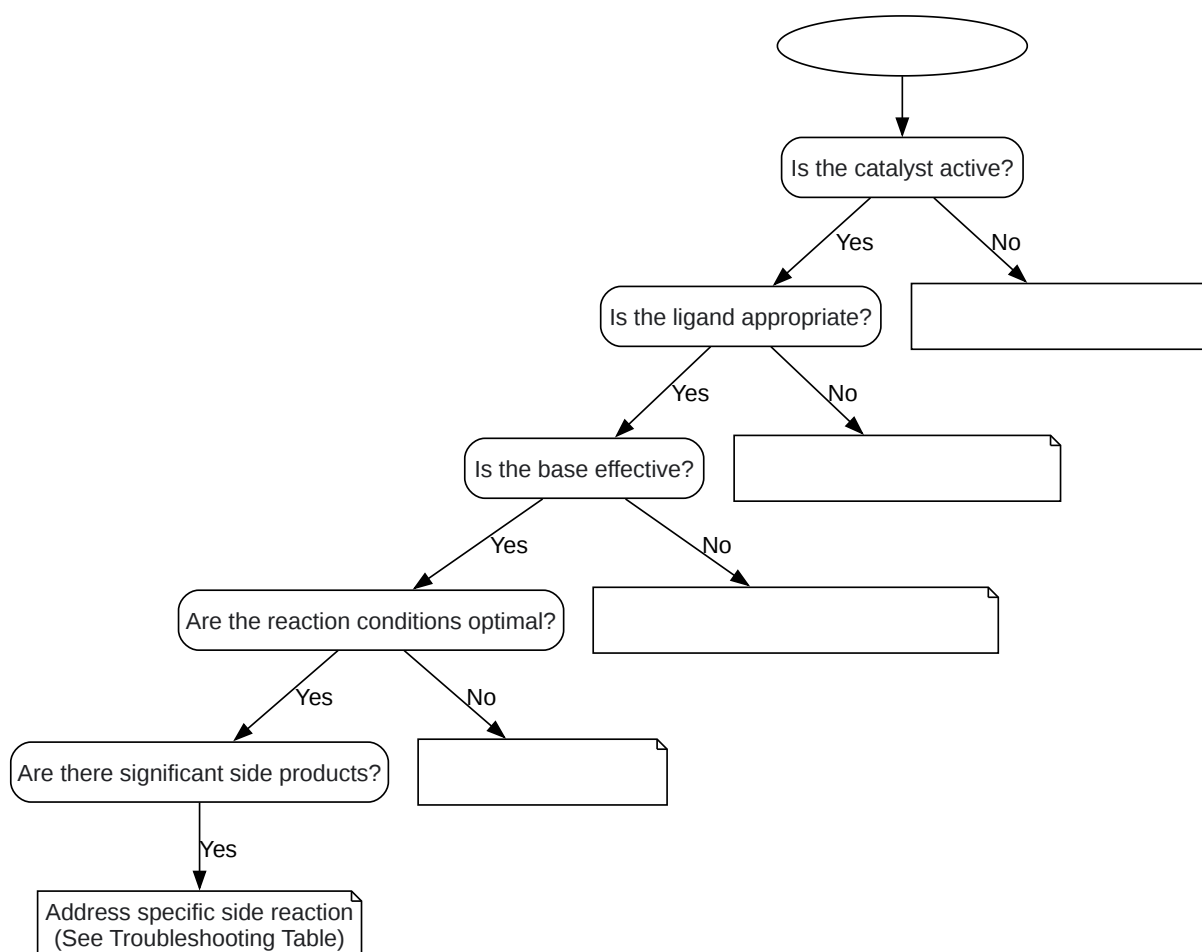 Is the catalyst active?
Yes
No
Is the ligand appropriate?
Yes
No
Is the base effective?
Yes
No
Are the reaction conditions optimal?
Yes
No
Are there significant side products?
Yes
Address specific side reaction
(See Troubleshooting Table)